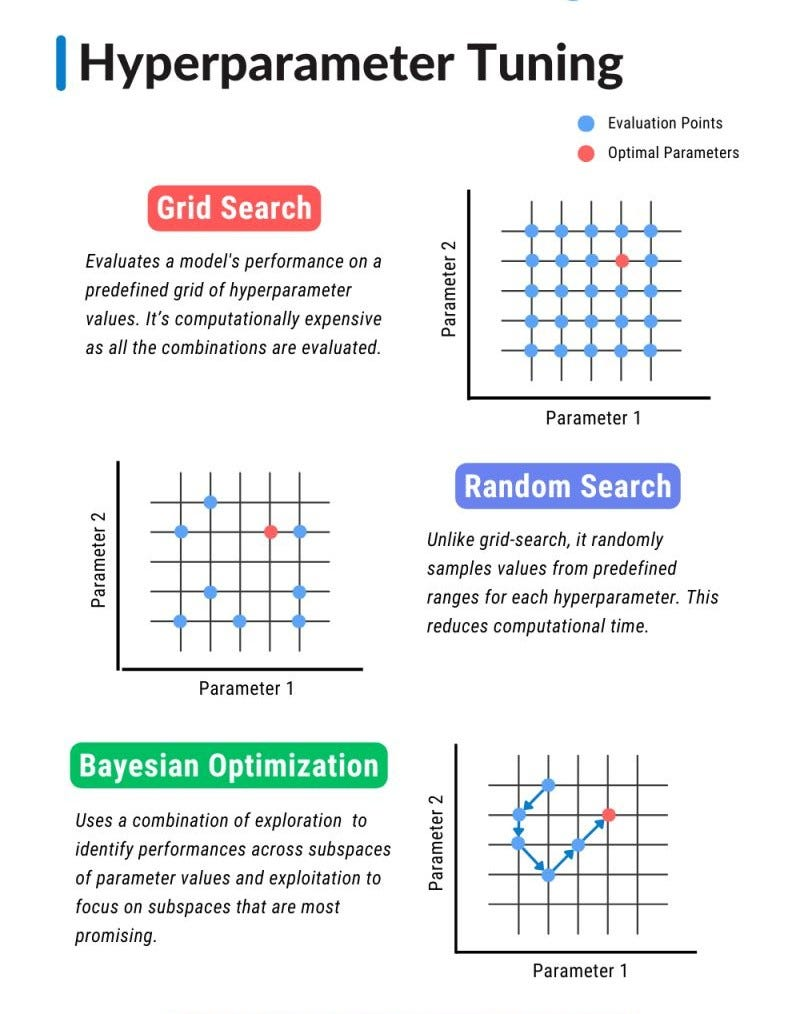 Hyperparameter Tuning
Evaluation Points
Optimal Parameters
Grid Search
Evaluates a model's performance on a
predefined grid of hyperparameter
values. It’s computationally expensive
as all the combinations are evaluated.
Parameter 2
Parameter 1
Parameter 2
Parameter 1
Random Search
Unlike grid-search, it randomly
samples values from predefined
ranges for each hyperparameter. This
reduces computational time.
Bayesian Optimization
Uses a combination of exploration to
identify performances across subspaces
of parameter values and exploitation to
focus on subspaces that are most
promising.
Parameter 2
Parameter 1